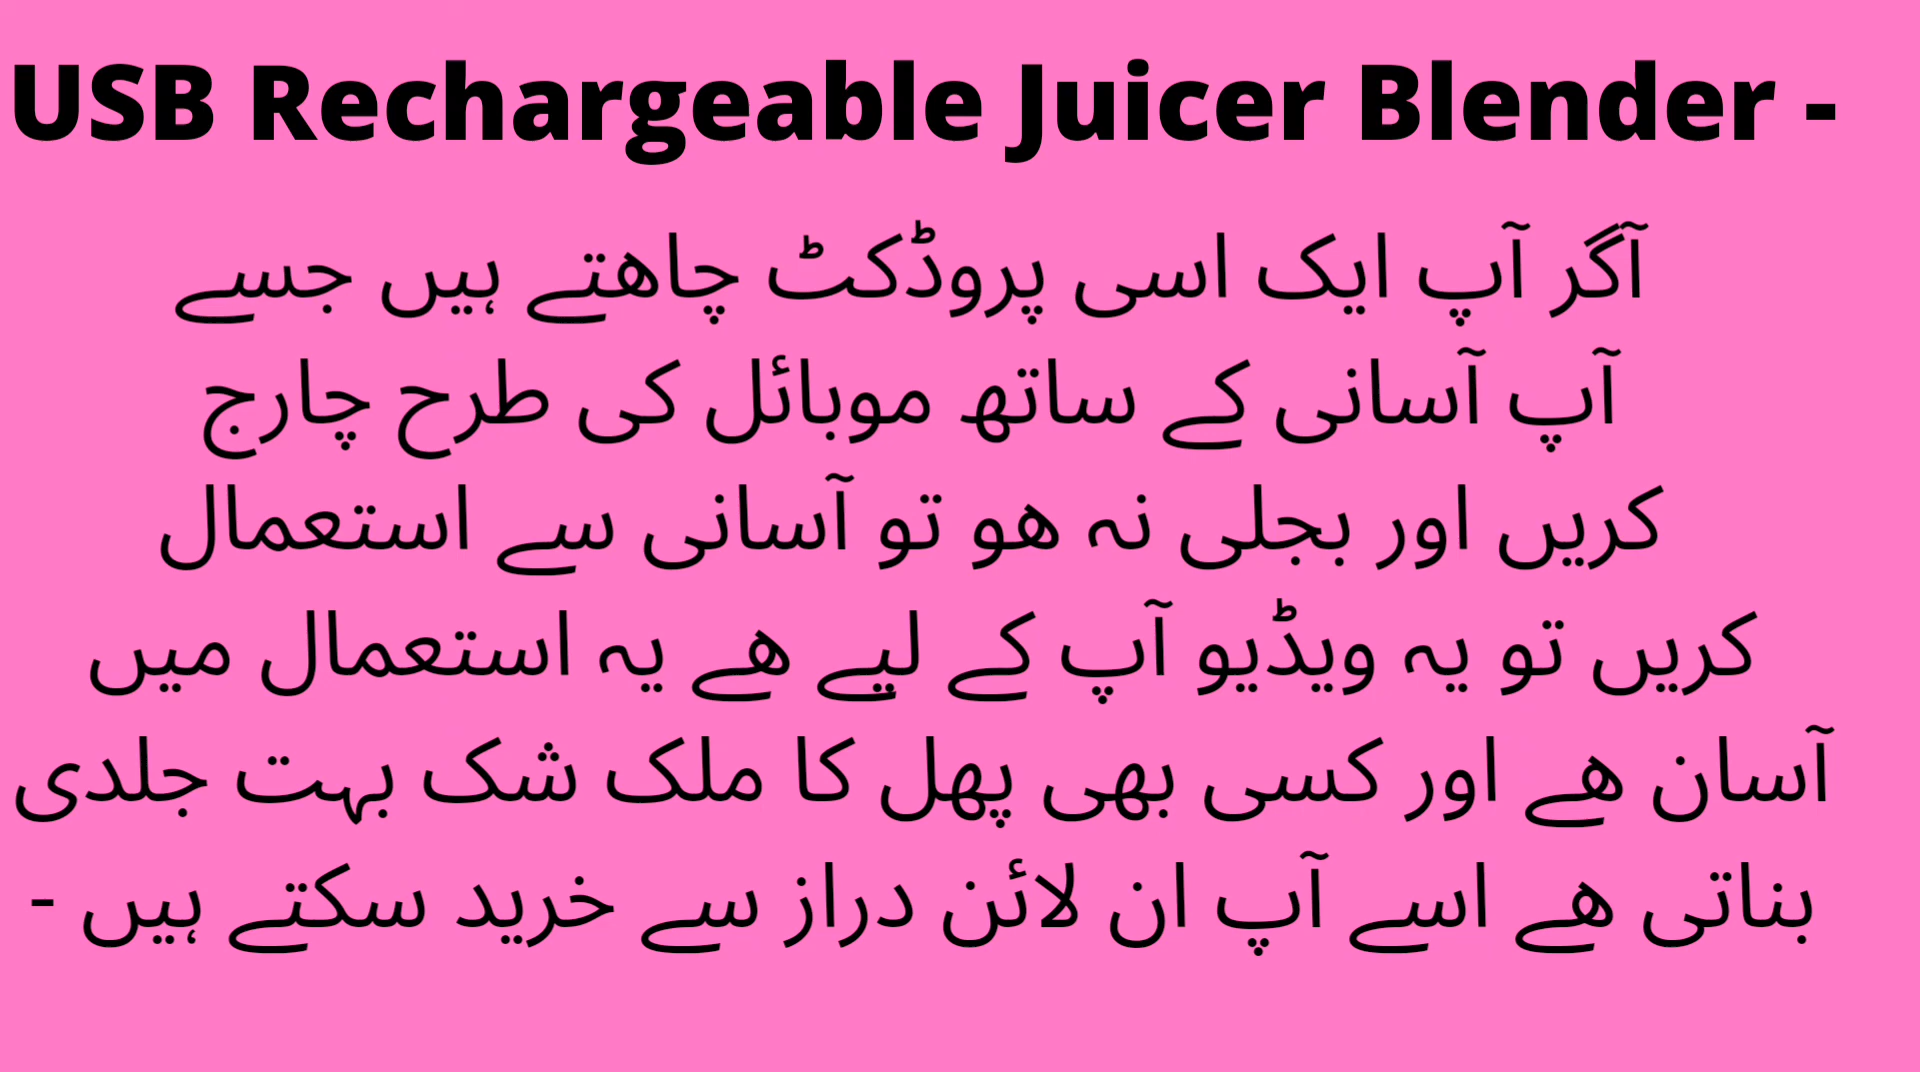 USB Rechargeable Juicer Blender -
آگر آپ ایک اسی پروڈکٹ چاھتے ہیں جسے
آپ آسانی کے ساتھ موبائل کی طرح چارج
کریں اور بجلی نہ ھو تو آسانی سے استعمال
کریں تو یہ ویڈیو آپ کے لیے ھے یہ استعمال میں
آسان ھے اور کسی بھی پھل کا ملک شک بہت جلدی
بناتی ھے اسے آپ ان لائن دراز سے خرید سکتے ہیں -